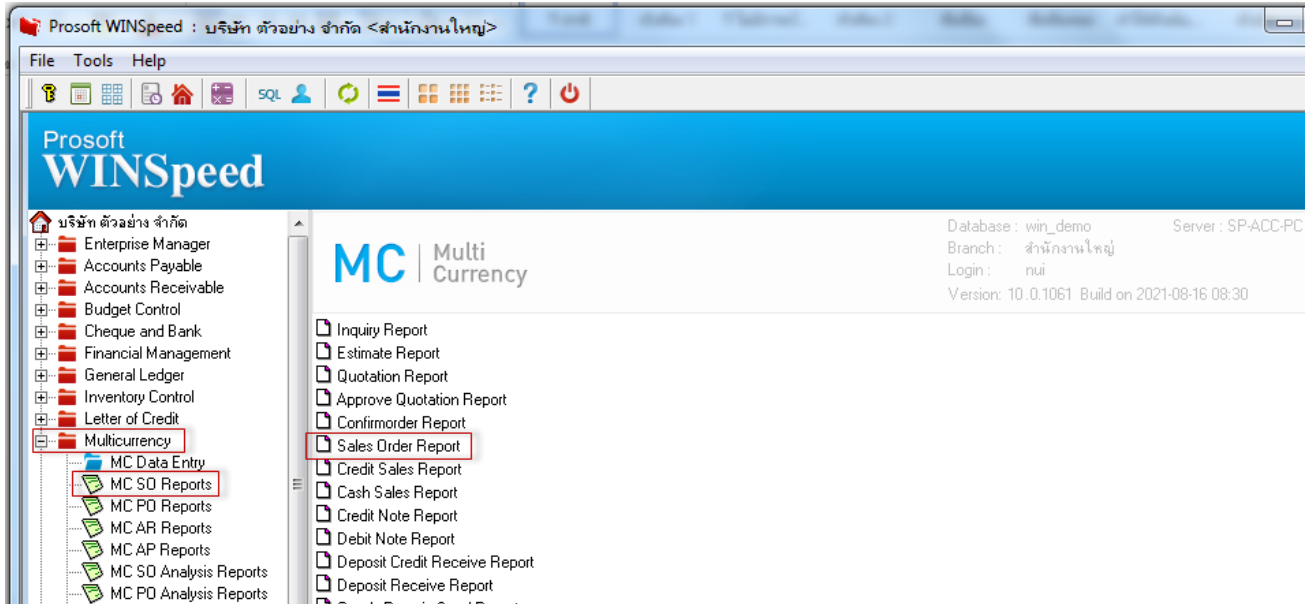 Prosoft WINSpeed : บริษัท ตัวอย่าง จำกัด <สำนักงานใหญ่>
File Tools Help
SQL
Prosoft
WINSpeed
บริษัท ตัวอย่าง จำกัด
Enterprise Manager
Accounts Payable
Accounts Receivable
Budget Control
Cheque and Bank
Financial Management
General Ledger
Inventory Control
Letter of Credit
Multicurrency
MC Data Entry
MC SO Reports
MC PO Reports
MC AR Reports
MC AP Reports
MC SO Analysis Reports
MC PO Analysis Reports
MC Multi
Currency
Database : win_demo Server : SP-ACC-PC
Branch : สำนักงานใหญ่
Login : nui
Version: 10.0.1061 Build on 2021-08-16 08:30
Inquiry Report
Estimate Report
Quotation Report
Approve Quotation Report
Confirmorder Report
Sales Order Report
Credit Sales Report
Cash Sales Report
Credit Note Report
Debit Note Report
Deposit Credit Receive Report
Deposit Receive Report